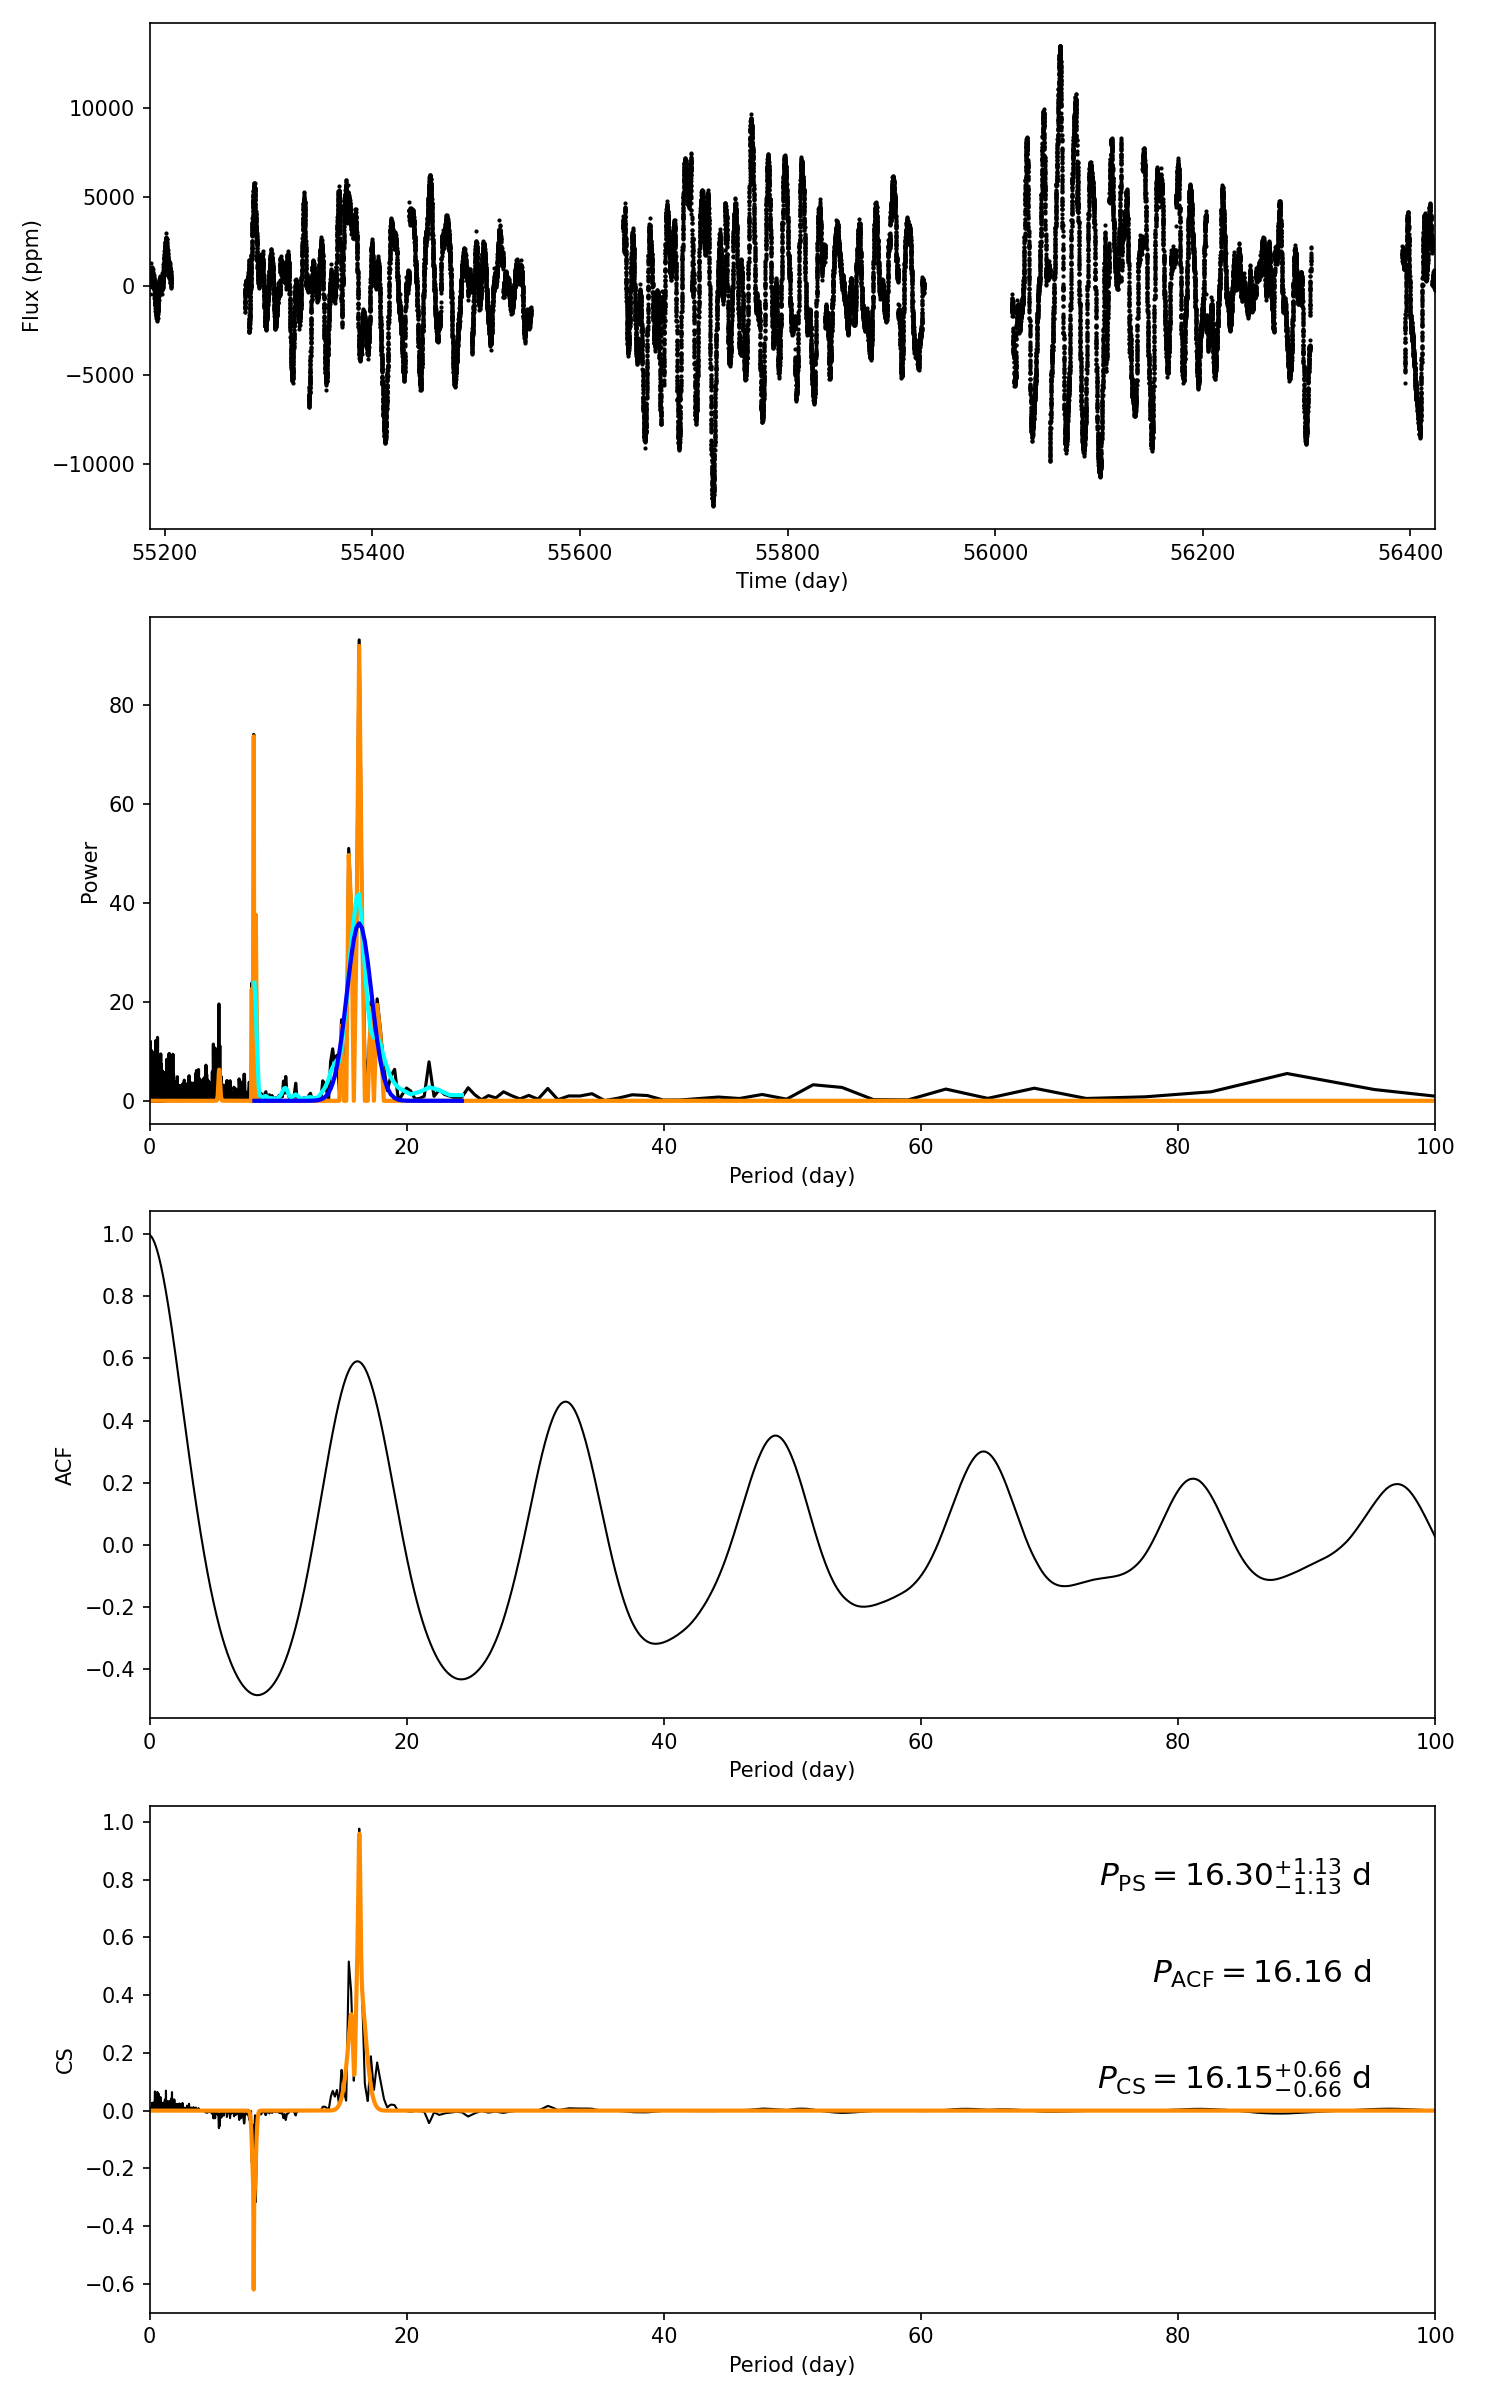 10000
5000
0
−5000
−10000
Flux (ppm)
55200 55400 55600 55800 56000 56200 56400
Time (day)
80
60
40
20
0
Power
0 20 40 60 80 100
Period (day)
1.0
0.8
0.6
0.4
0.2
0.0
−0.2
−0.4
ACF
0 20 40 60 80 100
Period (day)
1.0
0.8
0.6
0.4
0.2
0.0
−0.2
−0.4
−0.6
CS
P_PS = 16.30^{+1.13}_{−1.13} d
P_ACF = 16.16 d
P_CS = 16.15^{+0.66}_{−0.66} d
0 20 40 60 80 100
Period (day)